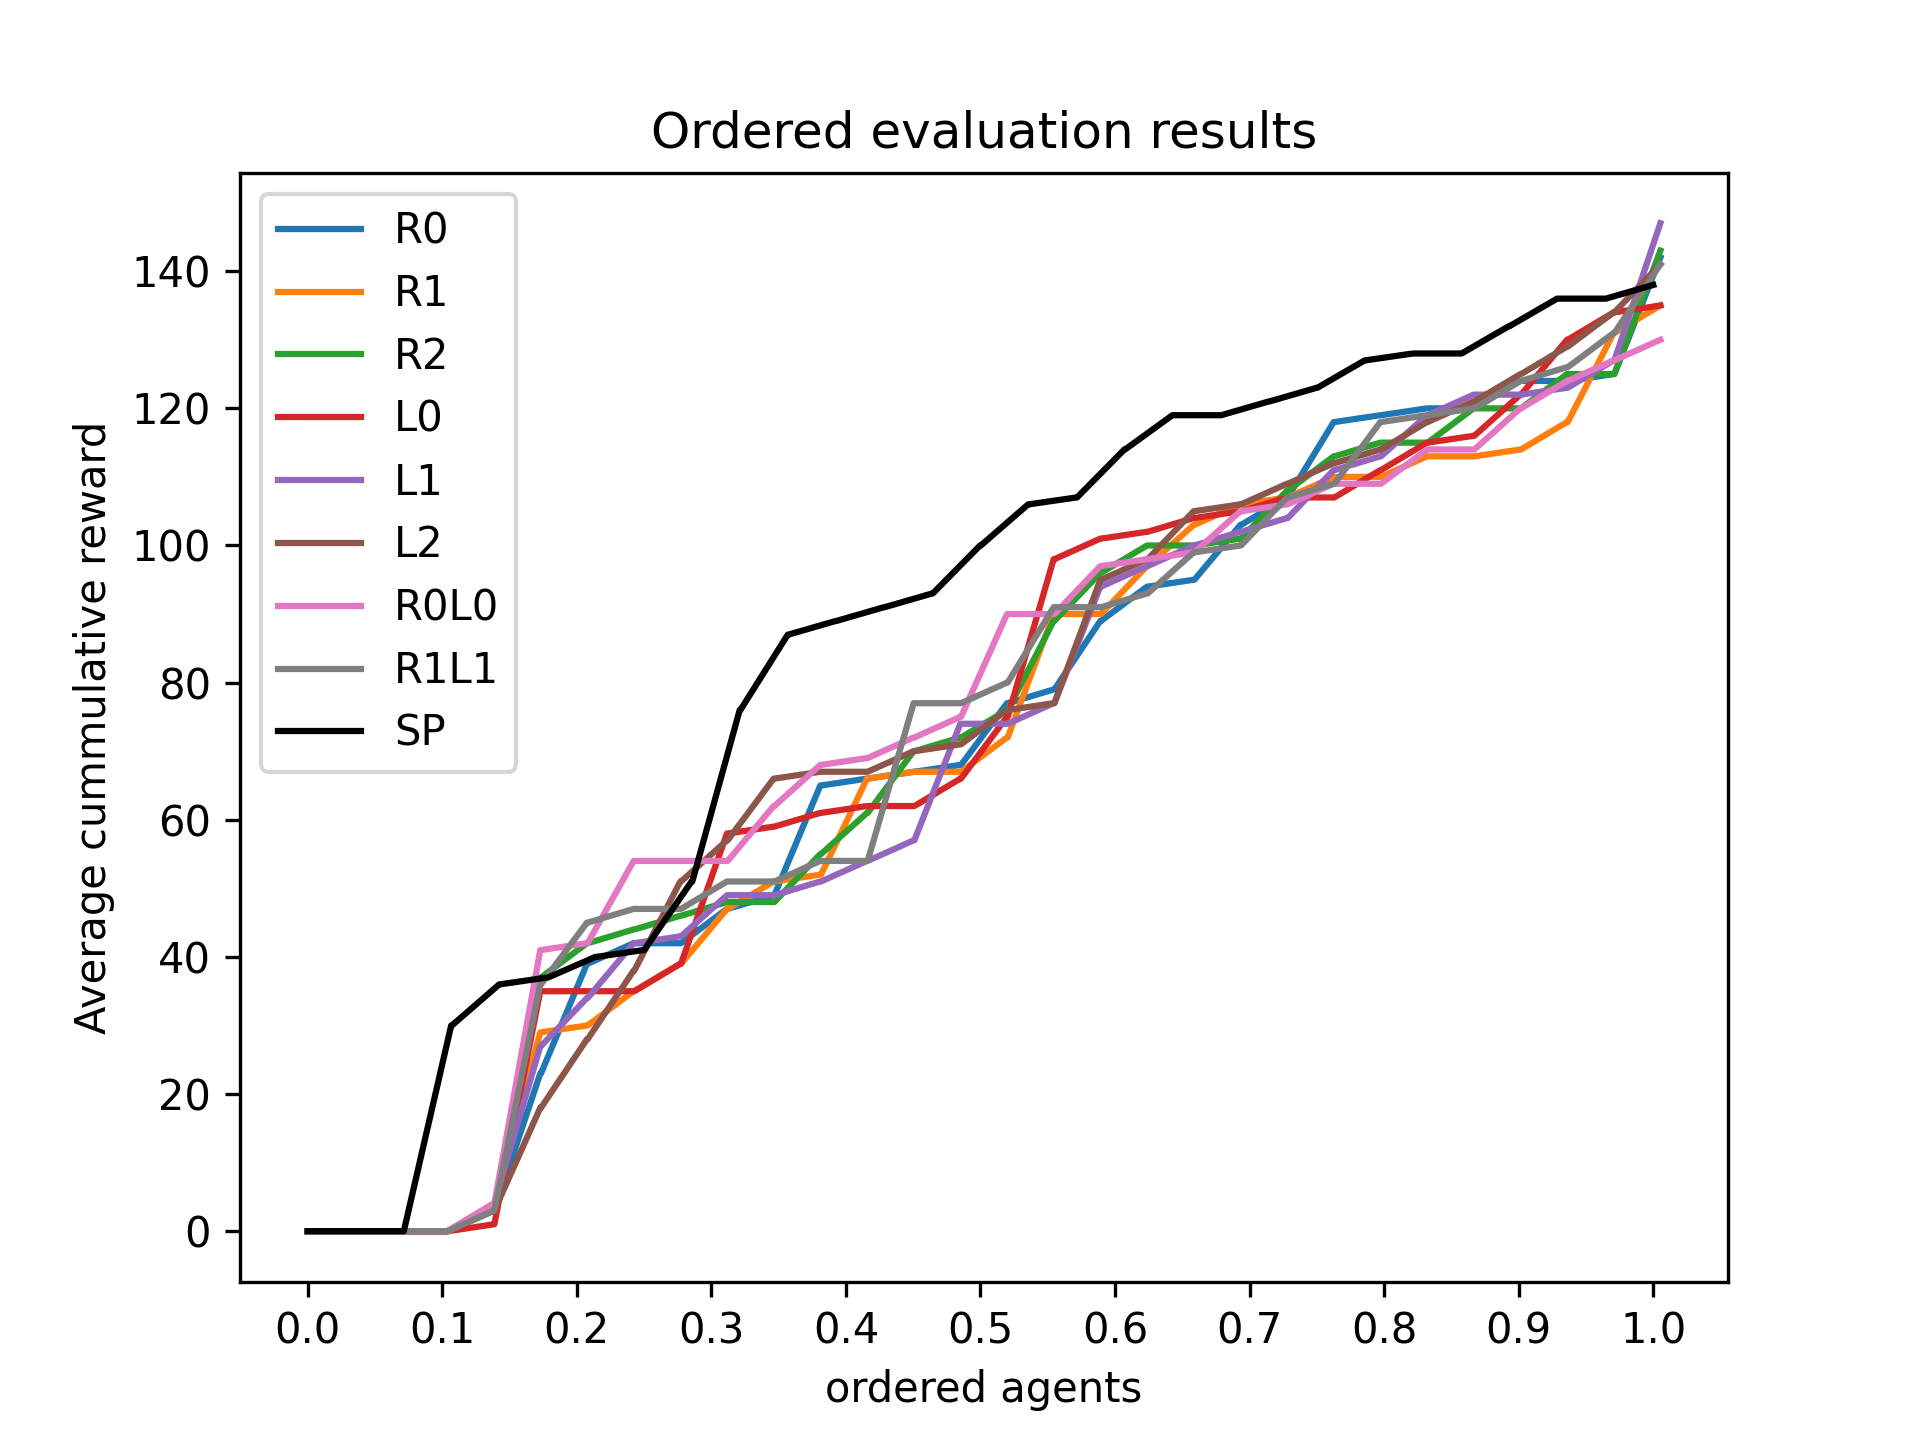 Ordered evaluation results
R0
R1
R2
L0
L1
L2
R0L0
R1L1
SP
Average cummulative reward
140
120
100
80
60
40
20
0
0.0 0.1 0.2 0.3 0.4 0.5 0.6 0.7 0.8 0.9 1.0
ordered agents